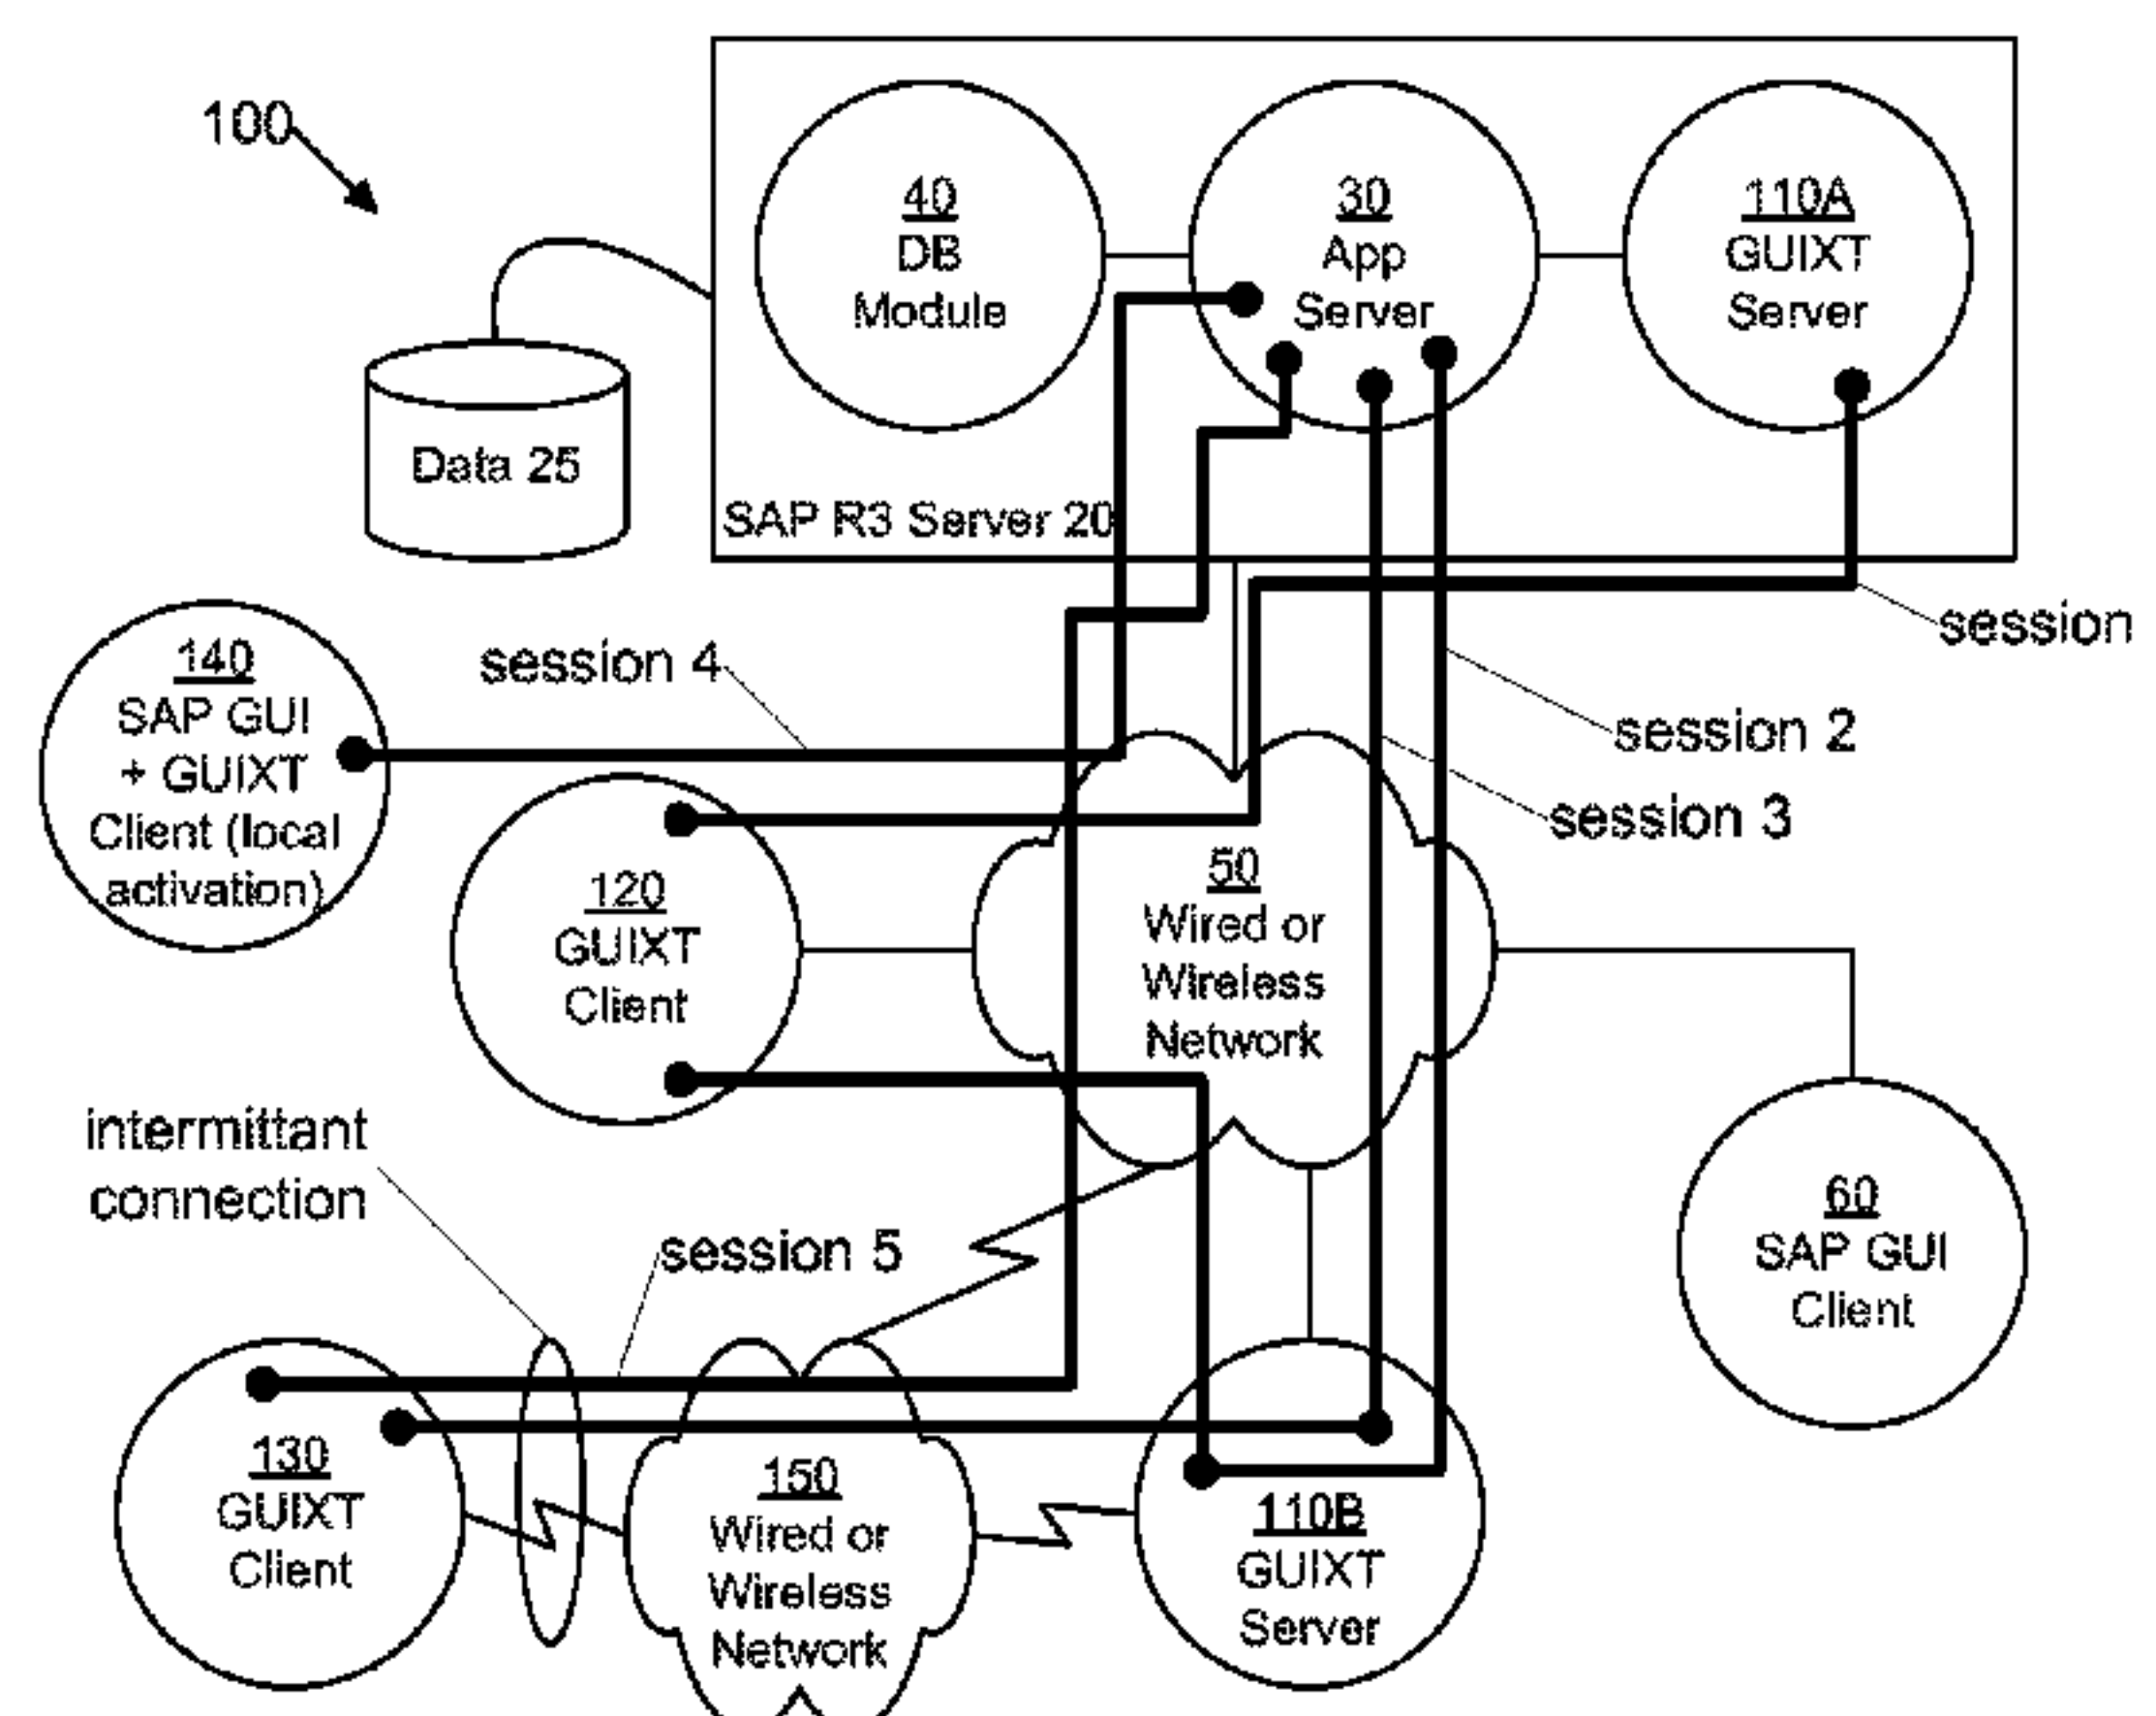 100
40
DB
Module
30
App
Server
110A
GUIXT
Server
Data 25
SAP R3 Server 20
session
140
SAP GUI
+ GUIXT
Client (local
activation)
session 4
session 2
session 3
120
GUIXT
Client
50
Wired or
Wireless
Network
intermittant
connection
session 5
60
SAP GUI
Client
130
GUIXT
Client
150
Wired or
Wireless
Network
110B
GUIXT
Server